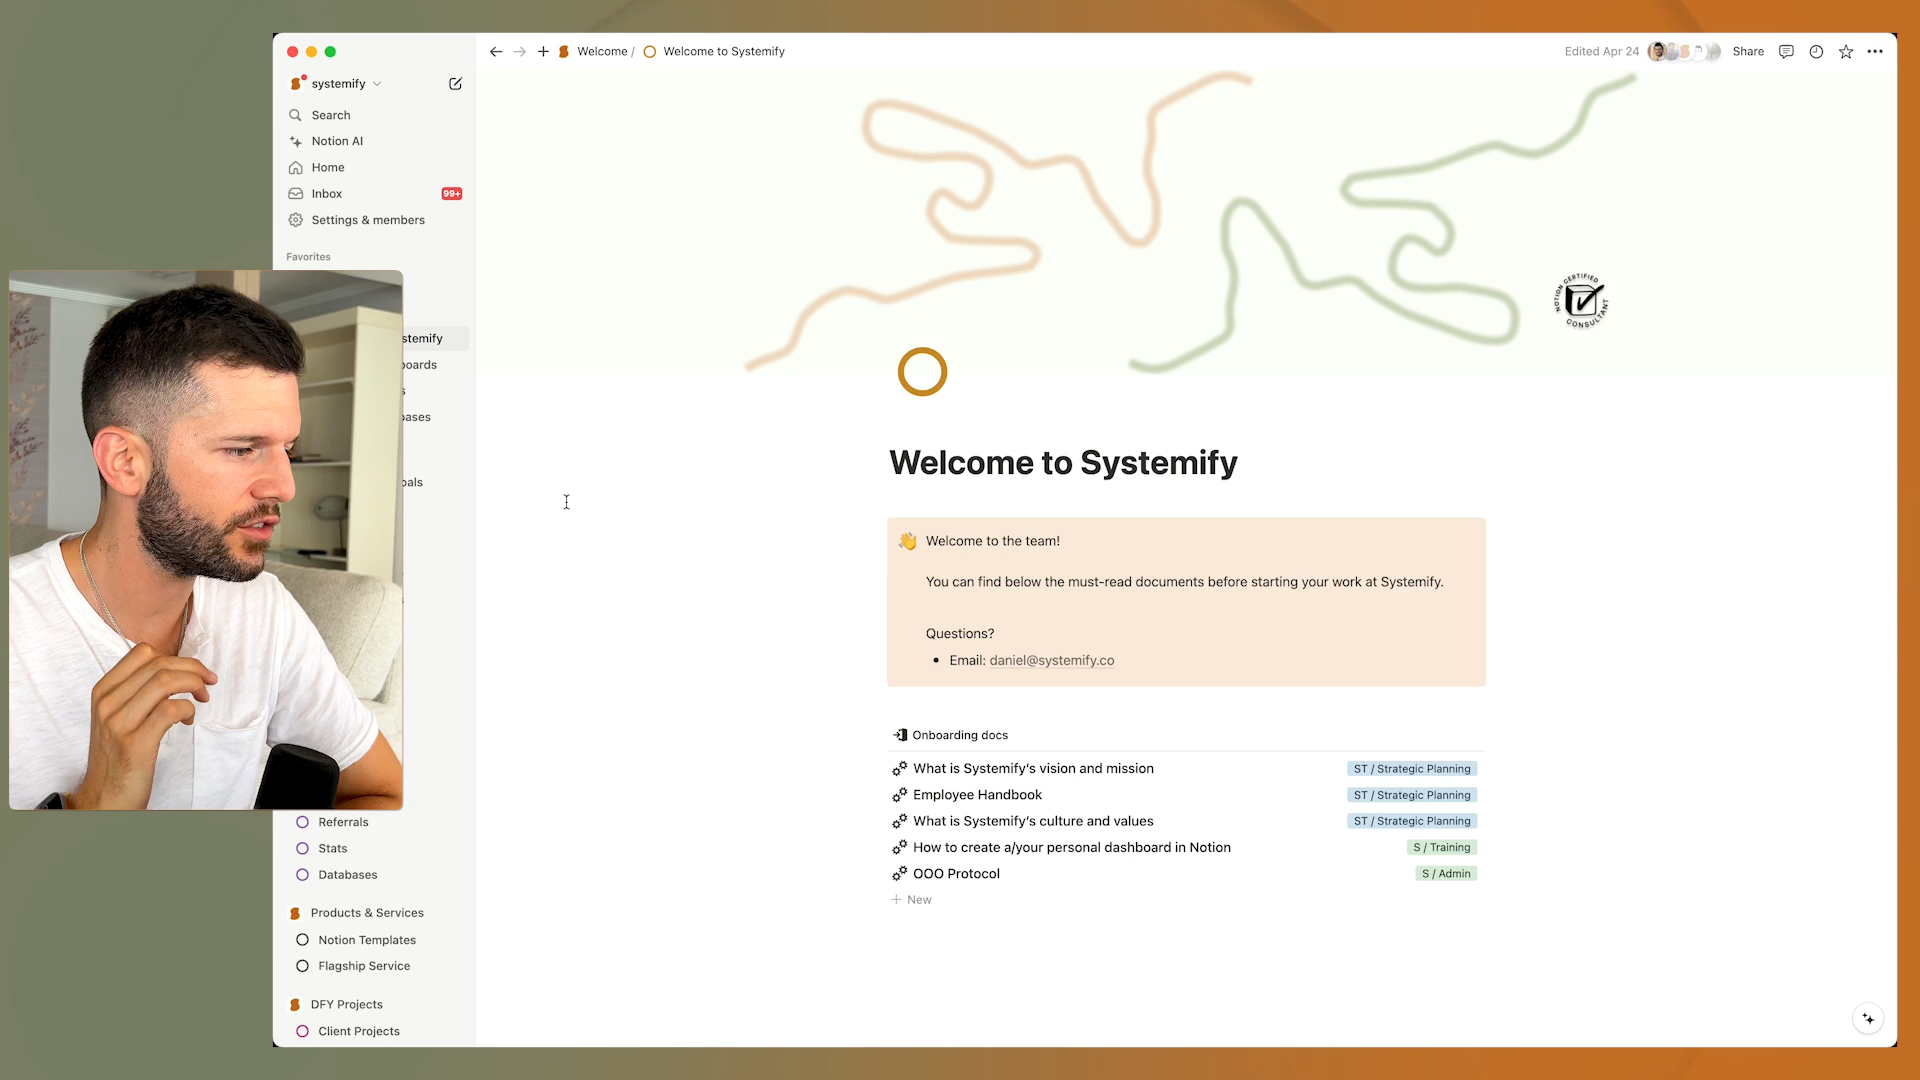 Welcome / Welcome to Systemify
Edited Apr 24
Share
systemify
Search
Notion AI
Home
Inbox 99+
Settings & members
Favorites
stemify
boards
s
bases
oals
Referrals
Stats
Databases
Products & Services
Notion Templates
Flagship Service
DFY Projects
Client Projects
NOTION CERTIFIED
CONSULTANT
Welcome to Systemify
👋 Welcome to the team!
You can find below the must-read documents before starting your work at Systemify.
Questions?
• Email: daniel@systemify.co
Onboarding docs
What is Systemify's vision and mission ST / Strategic Planning
Employee Handbook ST / Strategic Planning
What is Systemify's culture and values ST / Strategic Planning
How to create a/your personal dashboard in Notion S / Training
OOO Protocol S / Admin
+ New